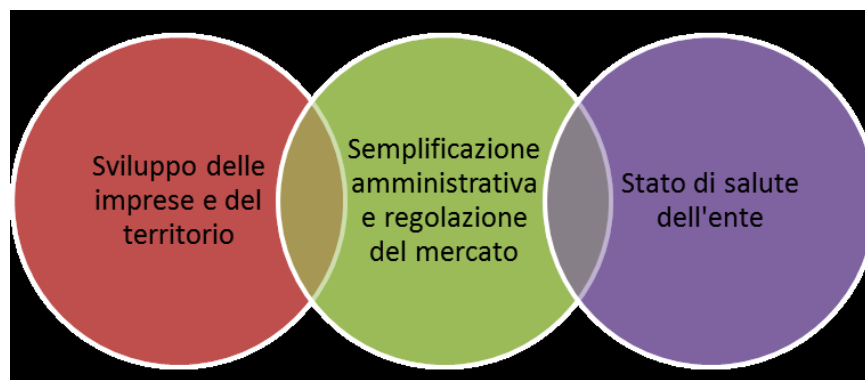 Sviluppo delle
imprese e del
territorio
Semplificazione
amministrativa
e regolazione
del mercato
Stato di salute
dell'ente